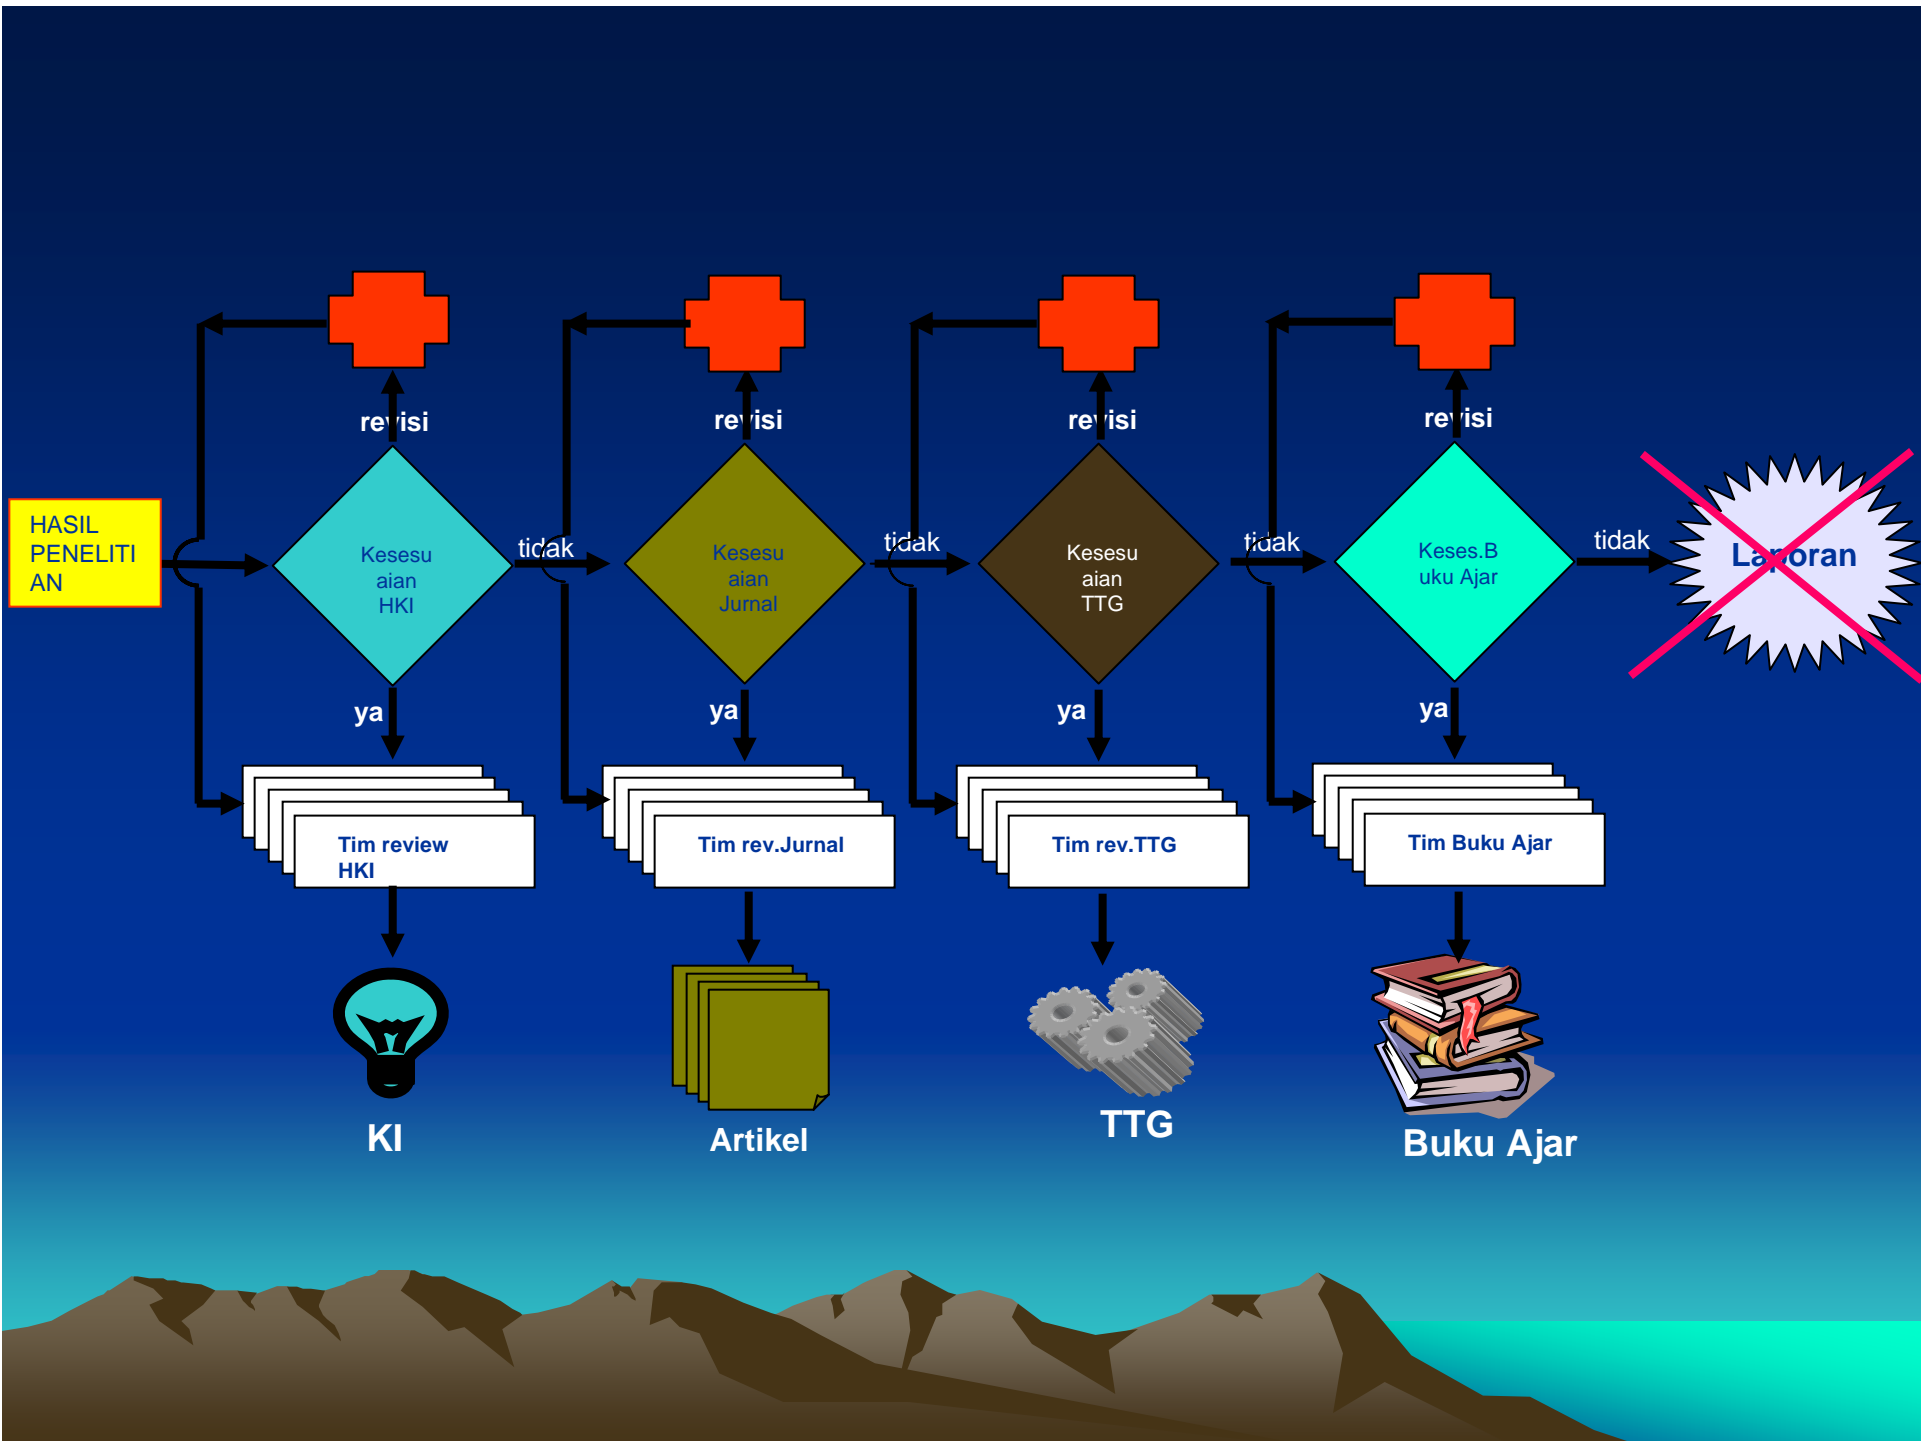 revisi
revisi
revisi
revisi
HASIL
PENELITI
AN
Kesesu
aian
HKI
tidak
Kesesu
aian
Jurnal
tidak
Kesesu
aian
TTG
tidak
Keses.B
uku Ajar
tidak
Laporan
ya
ya
ya
ya
Tim review
HKI
Tim rev.Jurnal
Tim rev.TTG
Tim Buku Ajar
KI
Artikel
TTG
Buku Ajar